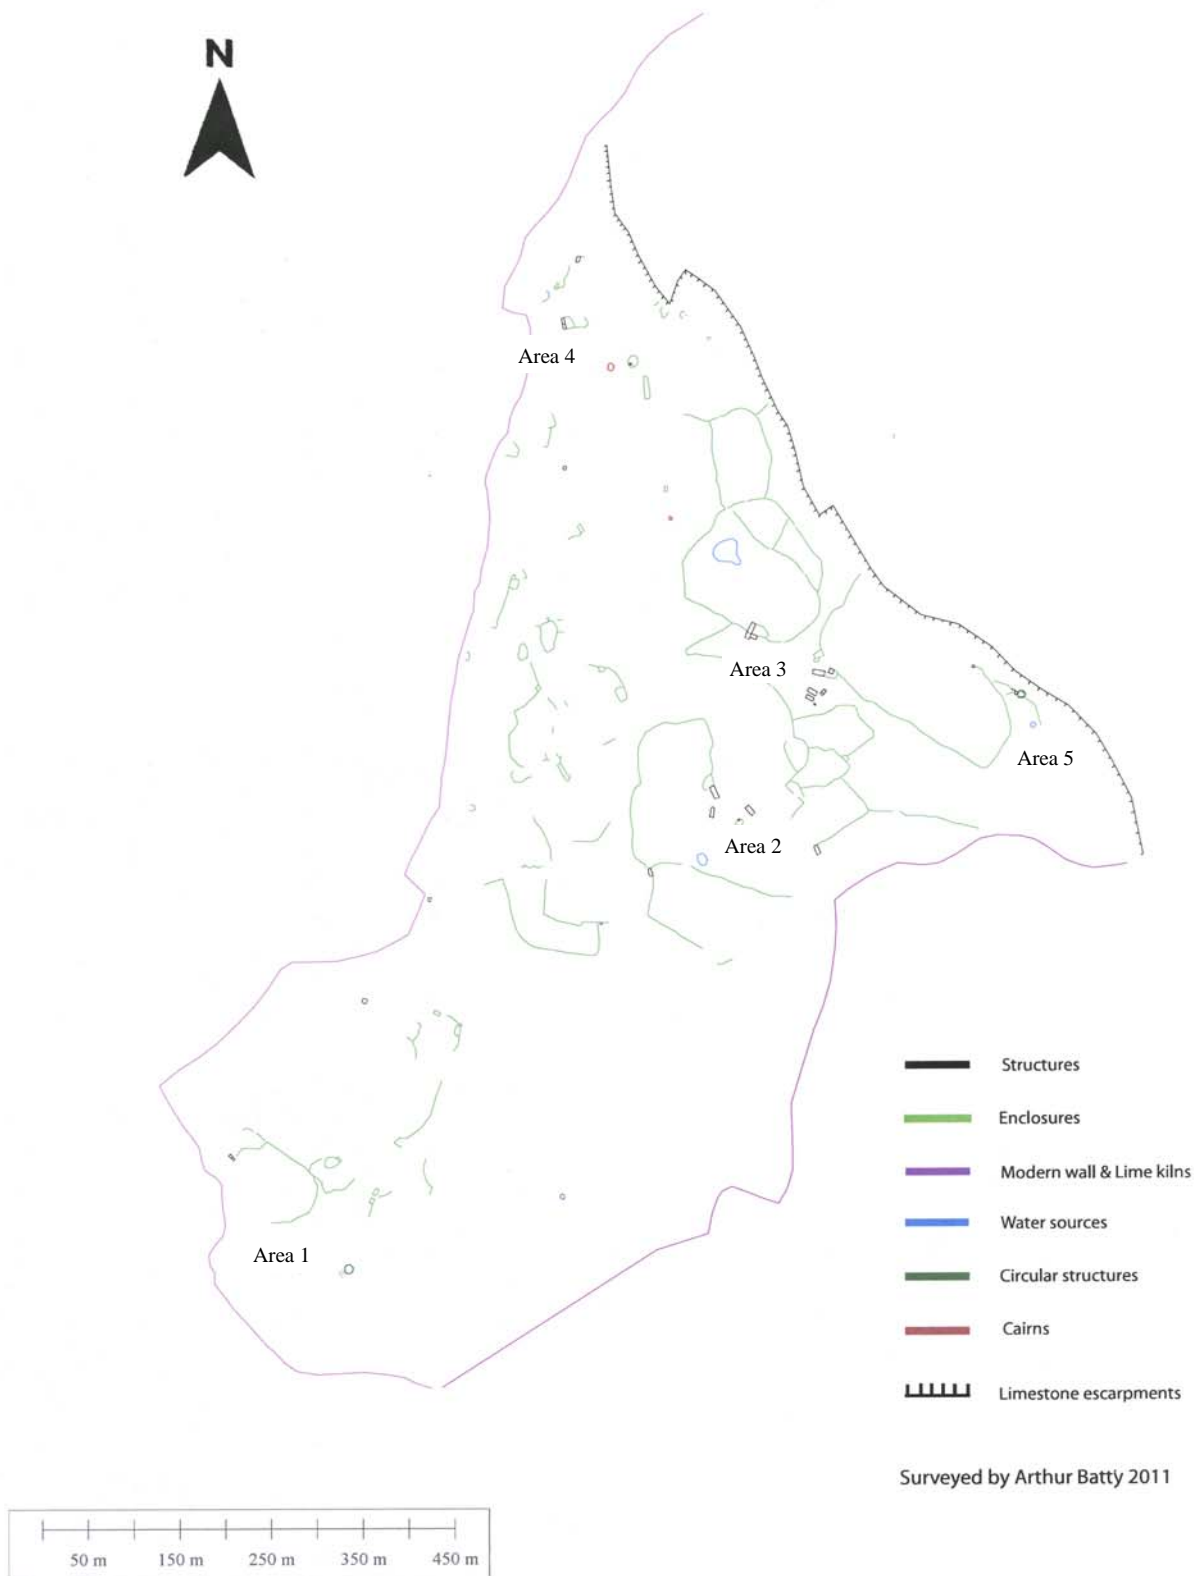 N
Area 4
Area 3
Area 5
Area 2
Area 1
Structures
Enclosures
Modern wall & Lime kilns
Water sources
Circular structures
Cairns
Limestone escarpments
Surveyed by Arthur Batty 2011
50 m 150 m 250 m 350 m 450 m